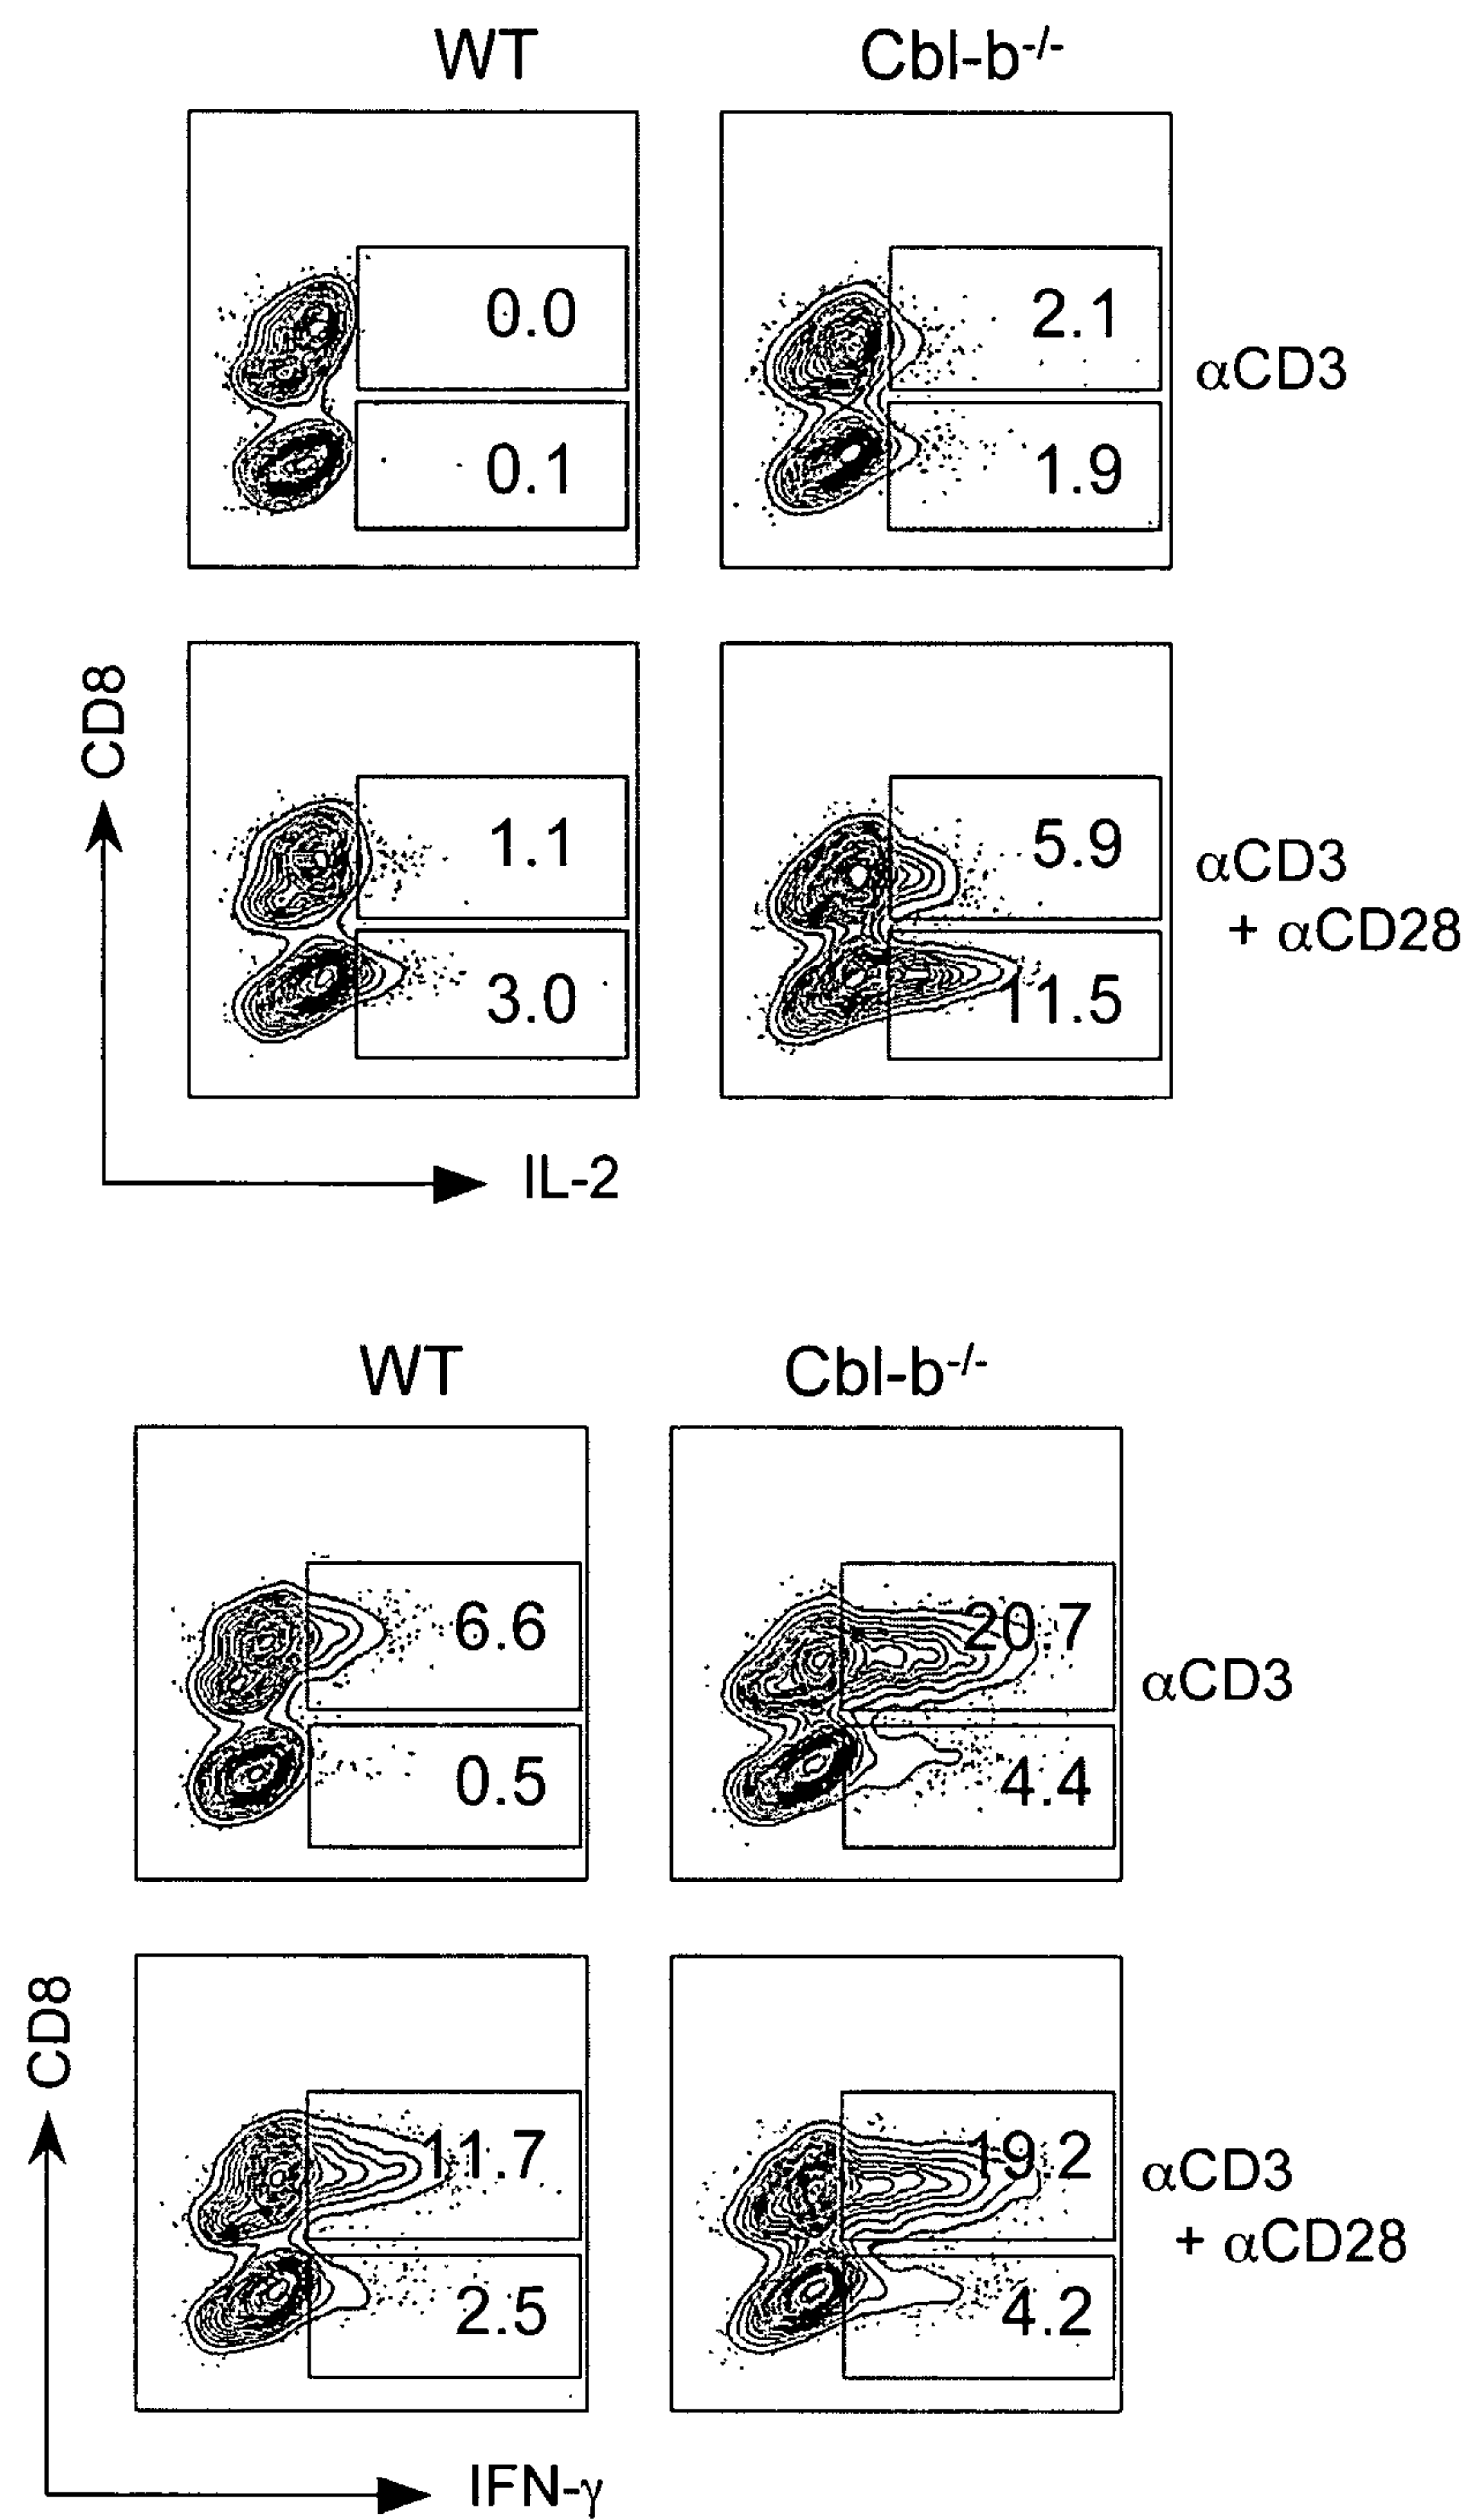 WT Cbl-b-/-
0.0 2.1
αCD3
0.1 1.9
CD8
1.1 5.9
αCD3
+ αCD28
3.0 11.5
IL-2
WT Cbl-b-/-
6.6 20.7
αCD3
0.5 4.4
CD8
11.7 19.2
αCD3
+ αCD28
2.5 4.2
IFN-γ